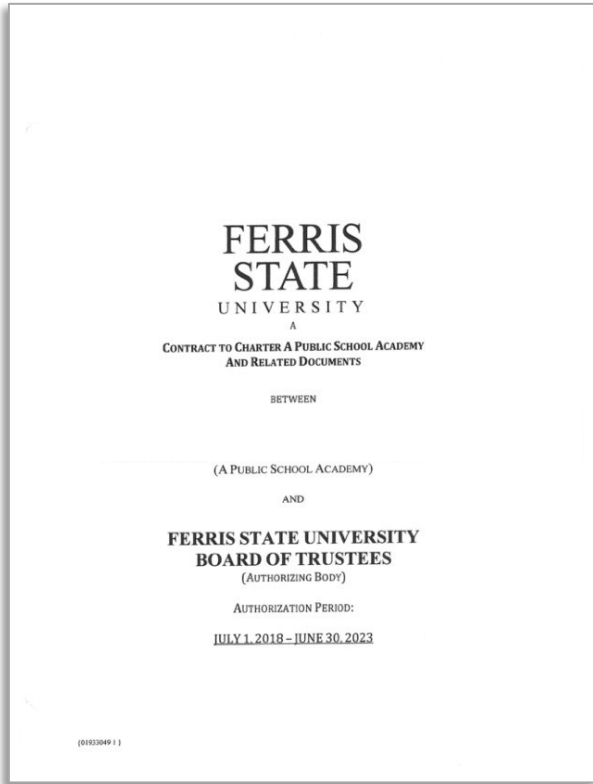 FERRIS
STATE
UNIVERSITY
A
CONTRACT TO CHARTER A PUBLIC SCHOOL ACADEMY
AND RELATED DOCUMENTS
BETWEEN
(A PUBLIC SCHOOL ACADEMY)
AND
FERRIS STATE UNIVERSITY
BOARD OF TRUSTEES
(AUTHORIZING BODY)
AUTHORIZATION PERIOD:
JULY 1, 2018 – JUNE 30, 2023
{01933049 1 }